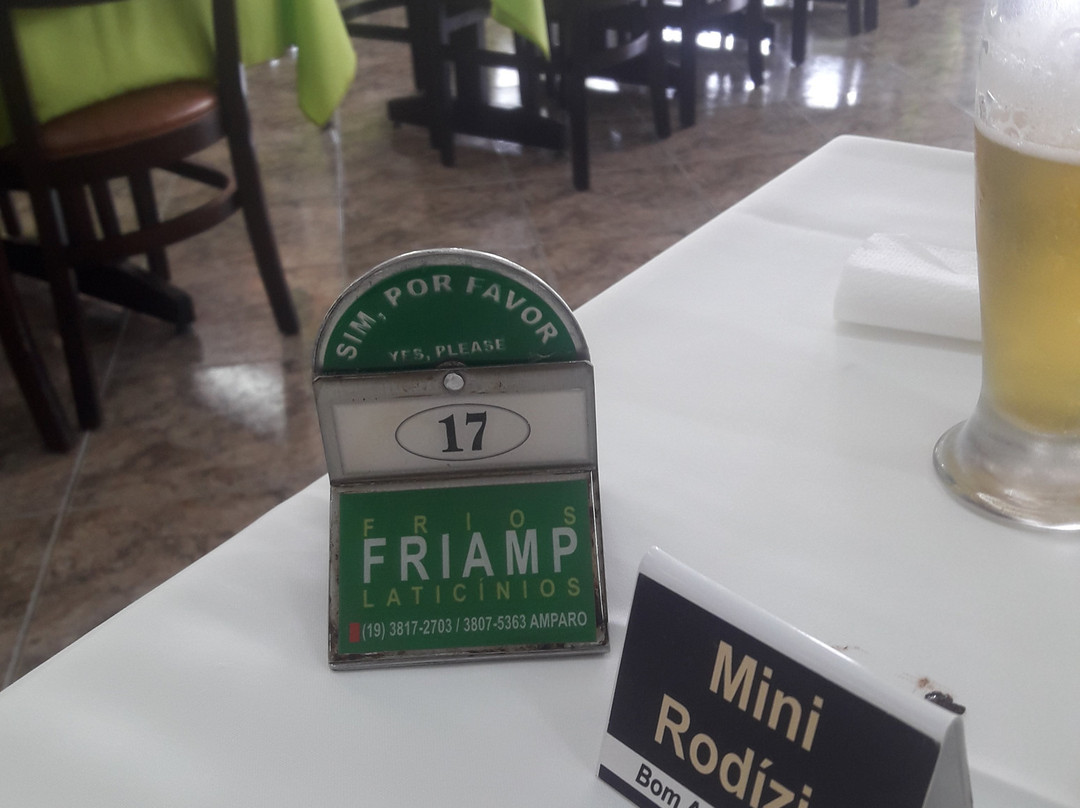 SIM, POR FAVOR
YES, PLEASE
17
FRIOS
FRIAMP
LATICÍNIOS
(19) 3817-2703 / 3807-5363 AMPARO
Mini
Rodízi
Bom A